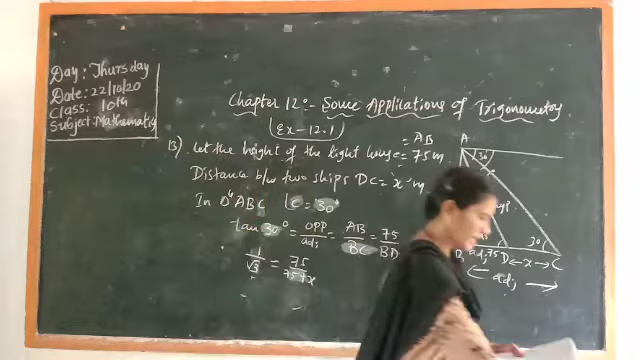 Day: Thursday
Date: 22/10/20
Class: 10th
Subject: Mathematics
Chapter 12:- Some Applications of Trigonometry
(Ex-12.1)
13) Let the height of the light house = AB
= 75m
Distance b/w two ships DC = 'x' m
In ABC ∠C = 30°
tan 30° = opp/adj = AB/BC = 75/BD
1/√3 = 75/75+x
A
30°
30°
adj 75 D ← x → C
← adj →